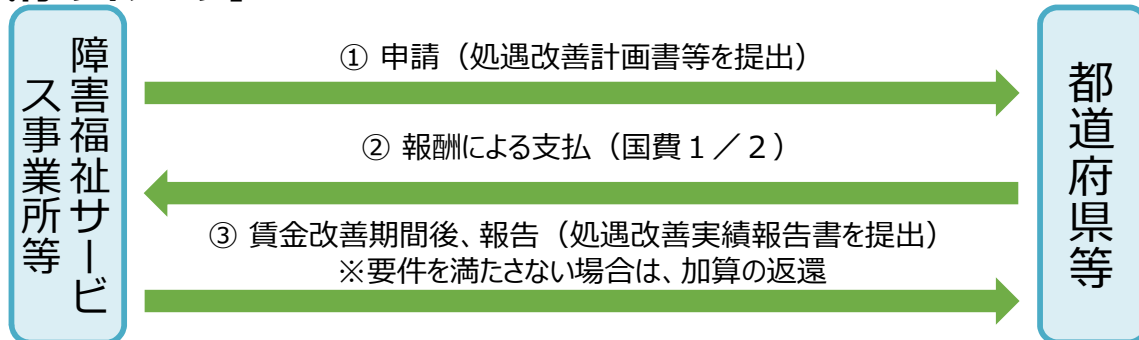 障害福祉サービ
ス事業所等
① 申請（処遇改善計画書等を提出）
② 報酬による支払（国費１／２）
③ 賃金改善期間後、報告（処遇改善実績報告書を提出）
※要件を満たさない場合は、加算の返還
都道府県等